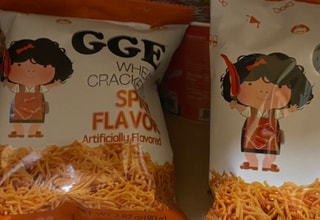 GGE
WHE
CRACK
SP
FLAVO
Artificially Flavored